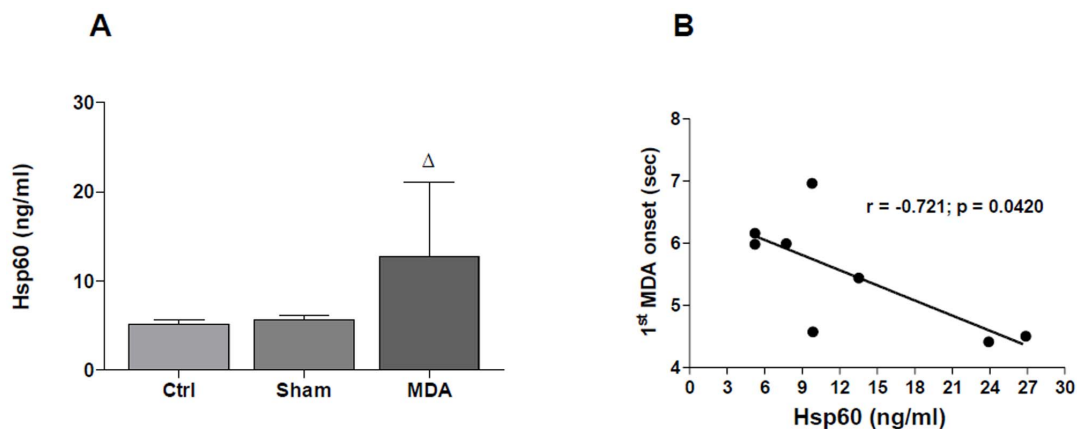 A
Hsp60 (ng/ml)
30
20
10
0
Δ
Ctrl Sham MDA
B
1st MDA onset (sec)
8
7
6
5
4
r = -0.721; p = 0.0420
0 3 6 9 12 15 18 21 24 27 30
Hsp60 (ng/ml)